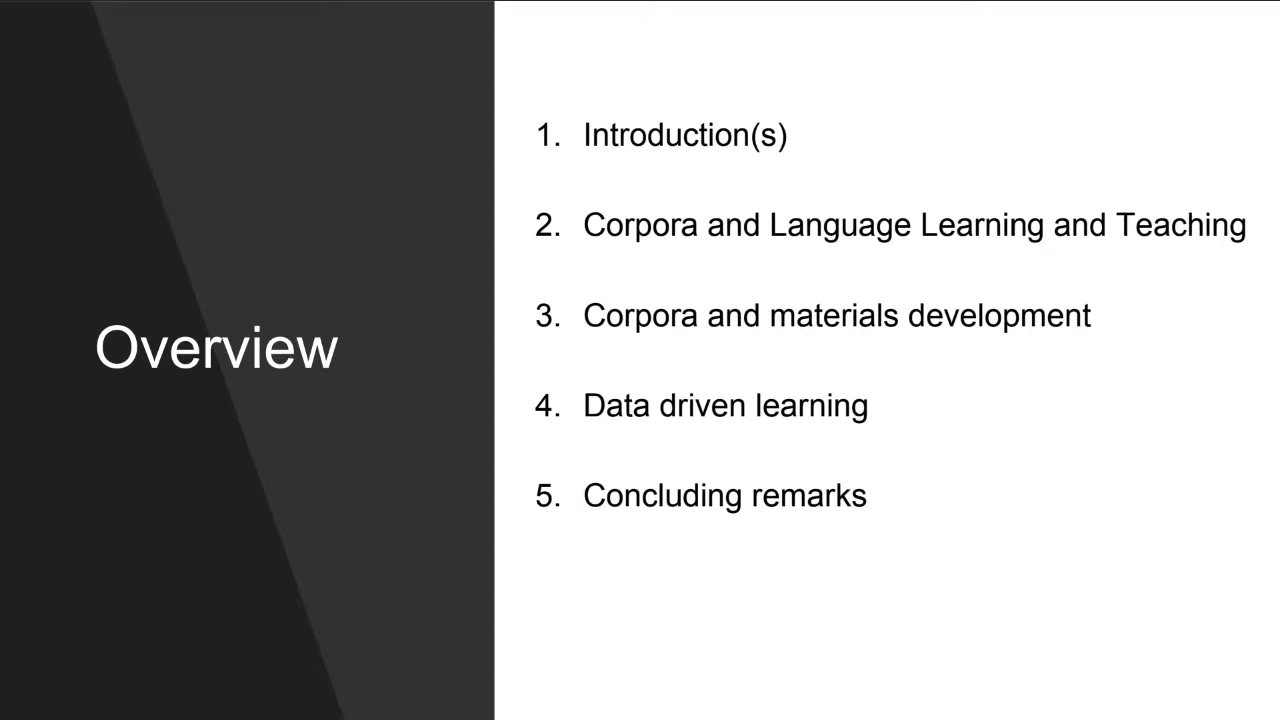 Overview
1. Introduction(s)
2. Corpora and Language Learning and Teaching
3. Corpora and materials development
4. Data driven learning
5. Concluding remarks